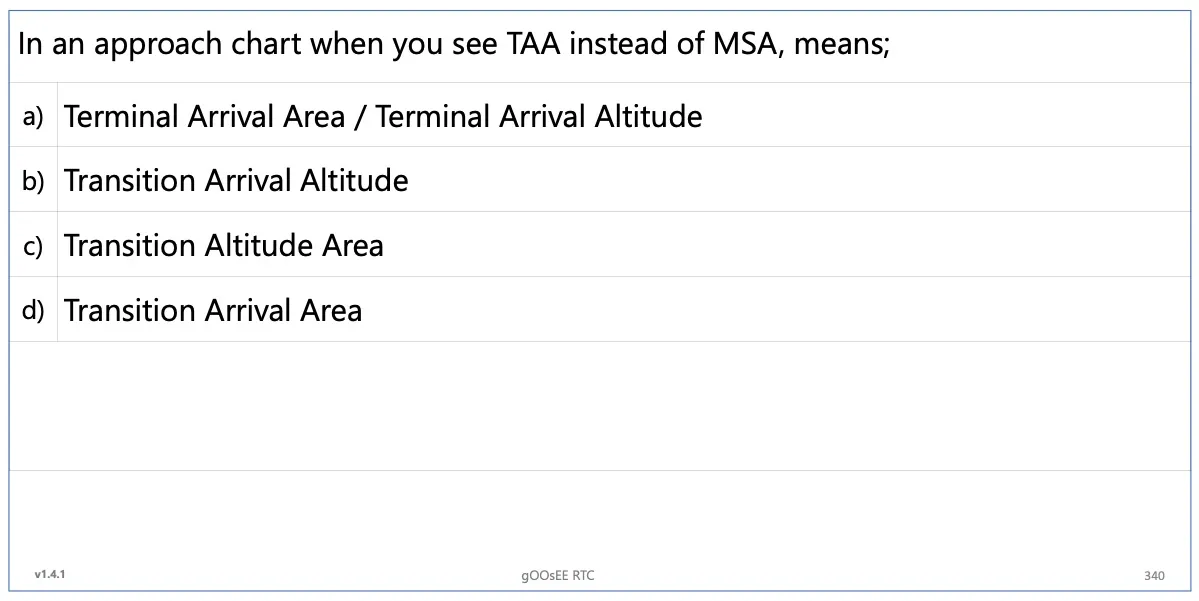 In an approach chart when you see TAA instead of MSA, means;
a) Terminal Arrival Area / Terminal Arrival Altitude
b) Transition Arrival Altitude
c) Transition Altitude Area
d) Transition Arrival Area
v1.4.1 gOOsEE RTC 340